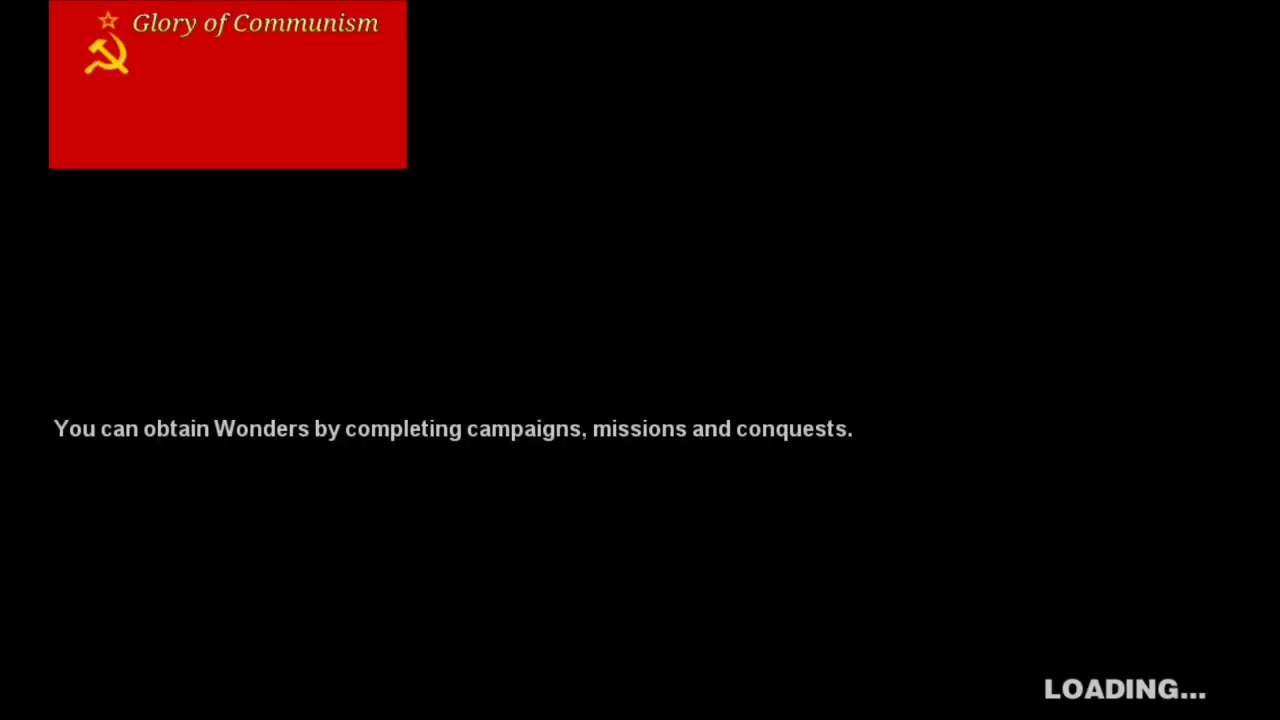 Glory of Communism
You can obtain Wonders by completing campaigns, missions and conquests.
LOADING...